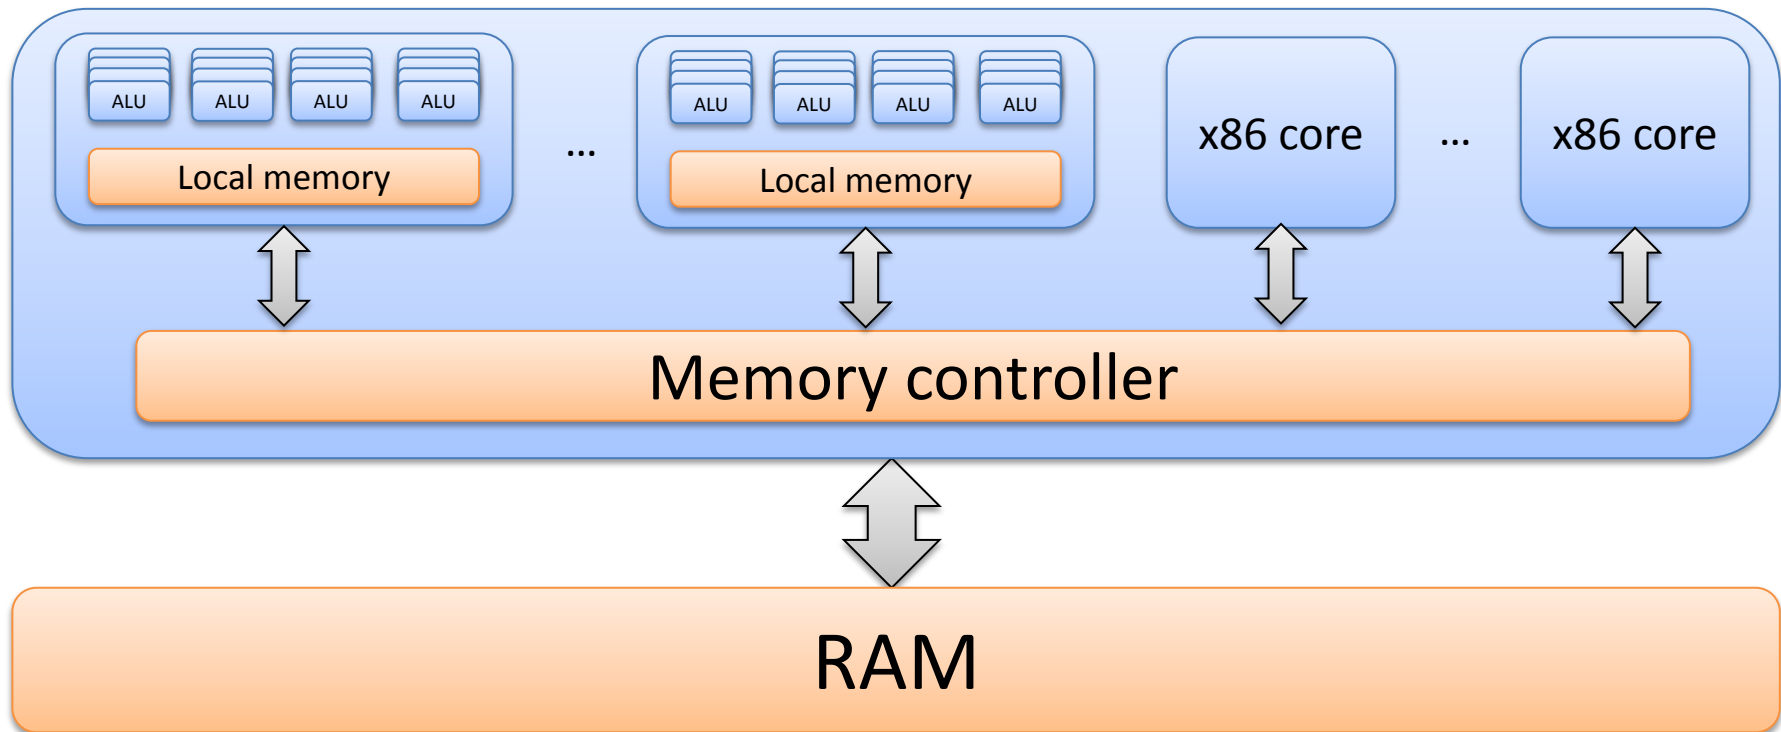 ALU ALU ALU ALU
Local memory
...
ALU ALU ALU ALU
Local memory
x86 core
...
x86 core
Memory controller
RAM